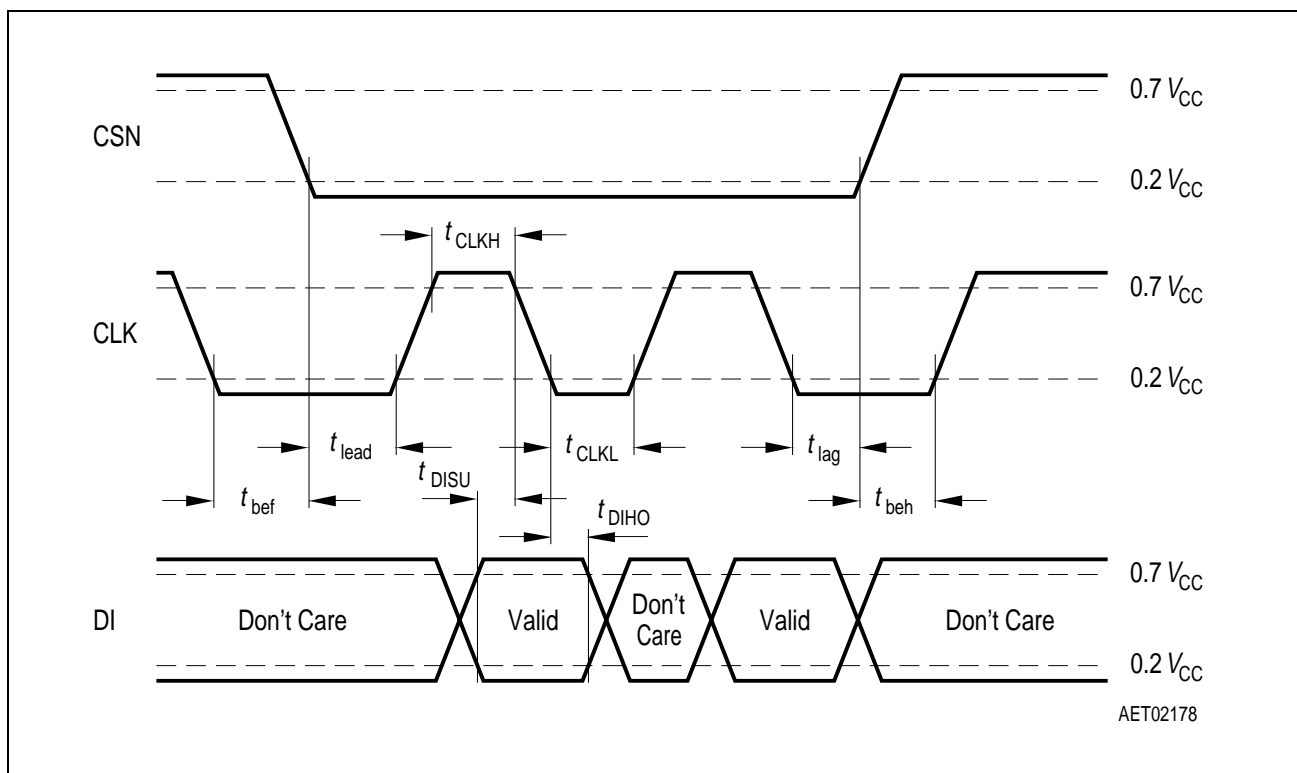 CSN
0.7 VCC
0.2 VCC
tCLKH
CLK
0.7 VCC
0.2 VCC
tlead
tCLKL
tlag
tDISU
tbef
tDIHO
tbeh
DI
0.7 VCC
Don't Care
Valid
Don't
Care
Valid
Don't Care
0.2 VCC
AET02178